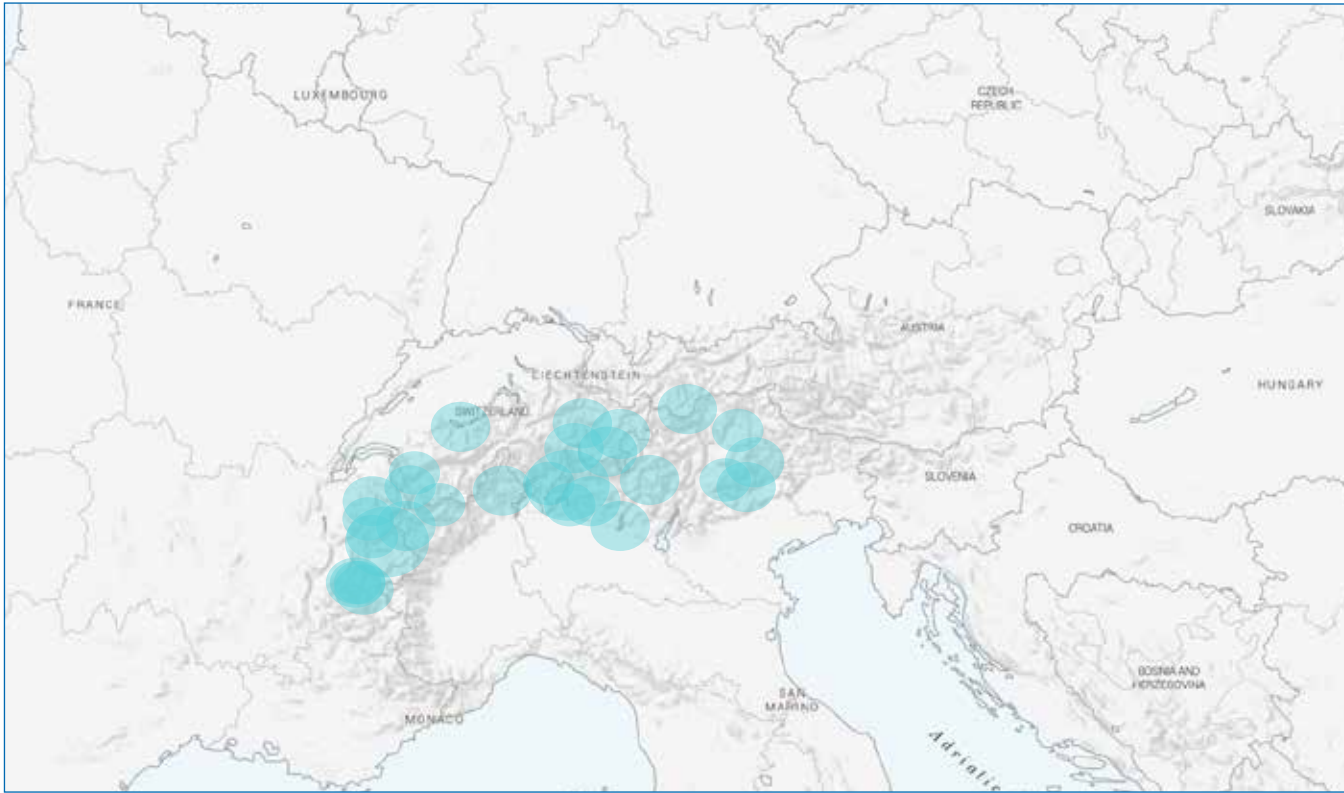 LUXEMBOURG
CZECH
REPUBLIC
SLOVAKIA
FRANCE
AUSTRIA
LIECHTENSTEIN
HUNGARY
SWITZERLAND
SLOVENIA
CROATIA
BOSNIA AND
HERZEGOVINA
SAN
MARINO
MONACO
Adriatic